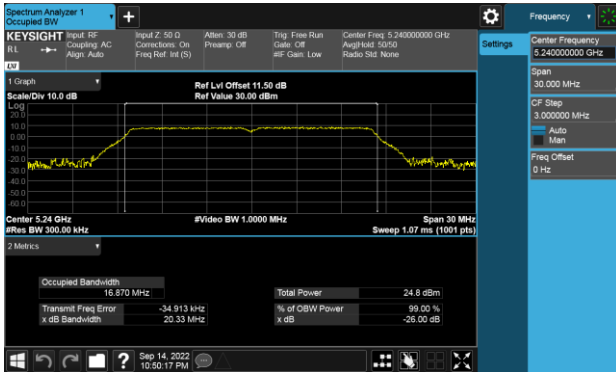 Spectrum Analyzer 1
Occupied BW
Frequency
KEYSIGHT
RL
LXI
Input: RF
Coupling: AC
Align: Auto
Input Z: 50 Ω
Corrections: On
Freq Ref: Int (S)
Atten: 30 dB
Preamp: Off
Trig: Free Run
Gate: Off
#IF Gain: Low
Center Freq: 5.240000000 GHz
Avg|Hold: 50/50
Radio Std: None
Settings
Center Frequency
5.240000000 GHz
Span
30.000 MHz
CF Step
3.000000 MHz
Auto
Man
Freq Offset
0 Hz
1 Graph
Scale/Div 10.0 dB
Ref Lvl Offset 11.50 dB
Ref Value 30.00 dBm
Log
20.0
10.0
0.00
-10.0
-20.0
-30.0
-40.0
-50.0
-60.0
Center 5.24 GHz
#Res BW 300.00 kHz
#Video BW 1.0000 MHz
Span 30 MHz
Sweep 1.07 ms (1001 pts)
2 Metrics
Occupied Bandwidth
16.870 MHz
Total Power 24.8 dBm
Transmit Freq Error -34.913 kHz
x dB Bandwidth 20.33 MHz
% of OBW Power 99.00 %
x dB -26.00 dB
?
Sep 14, 2022
10:50:17 PM